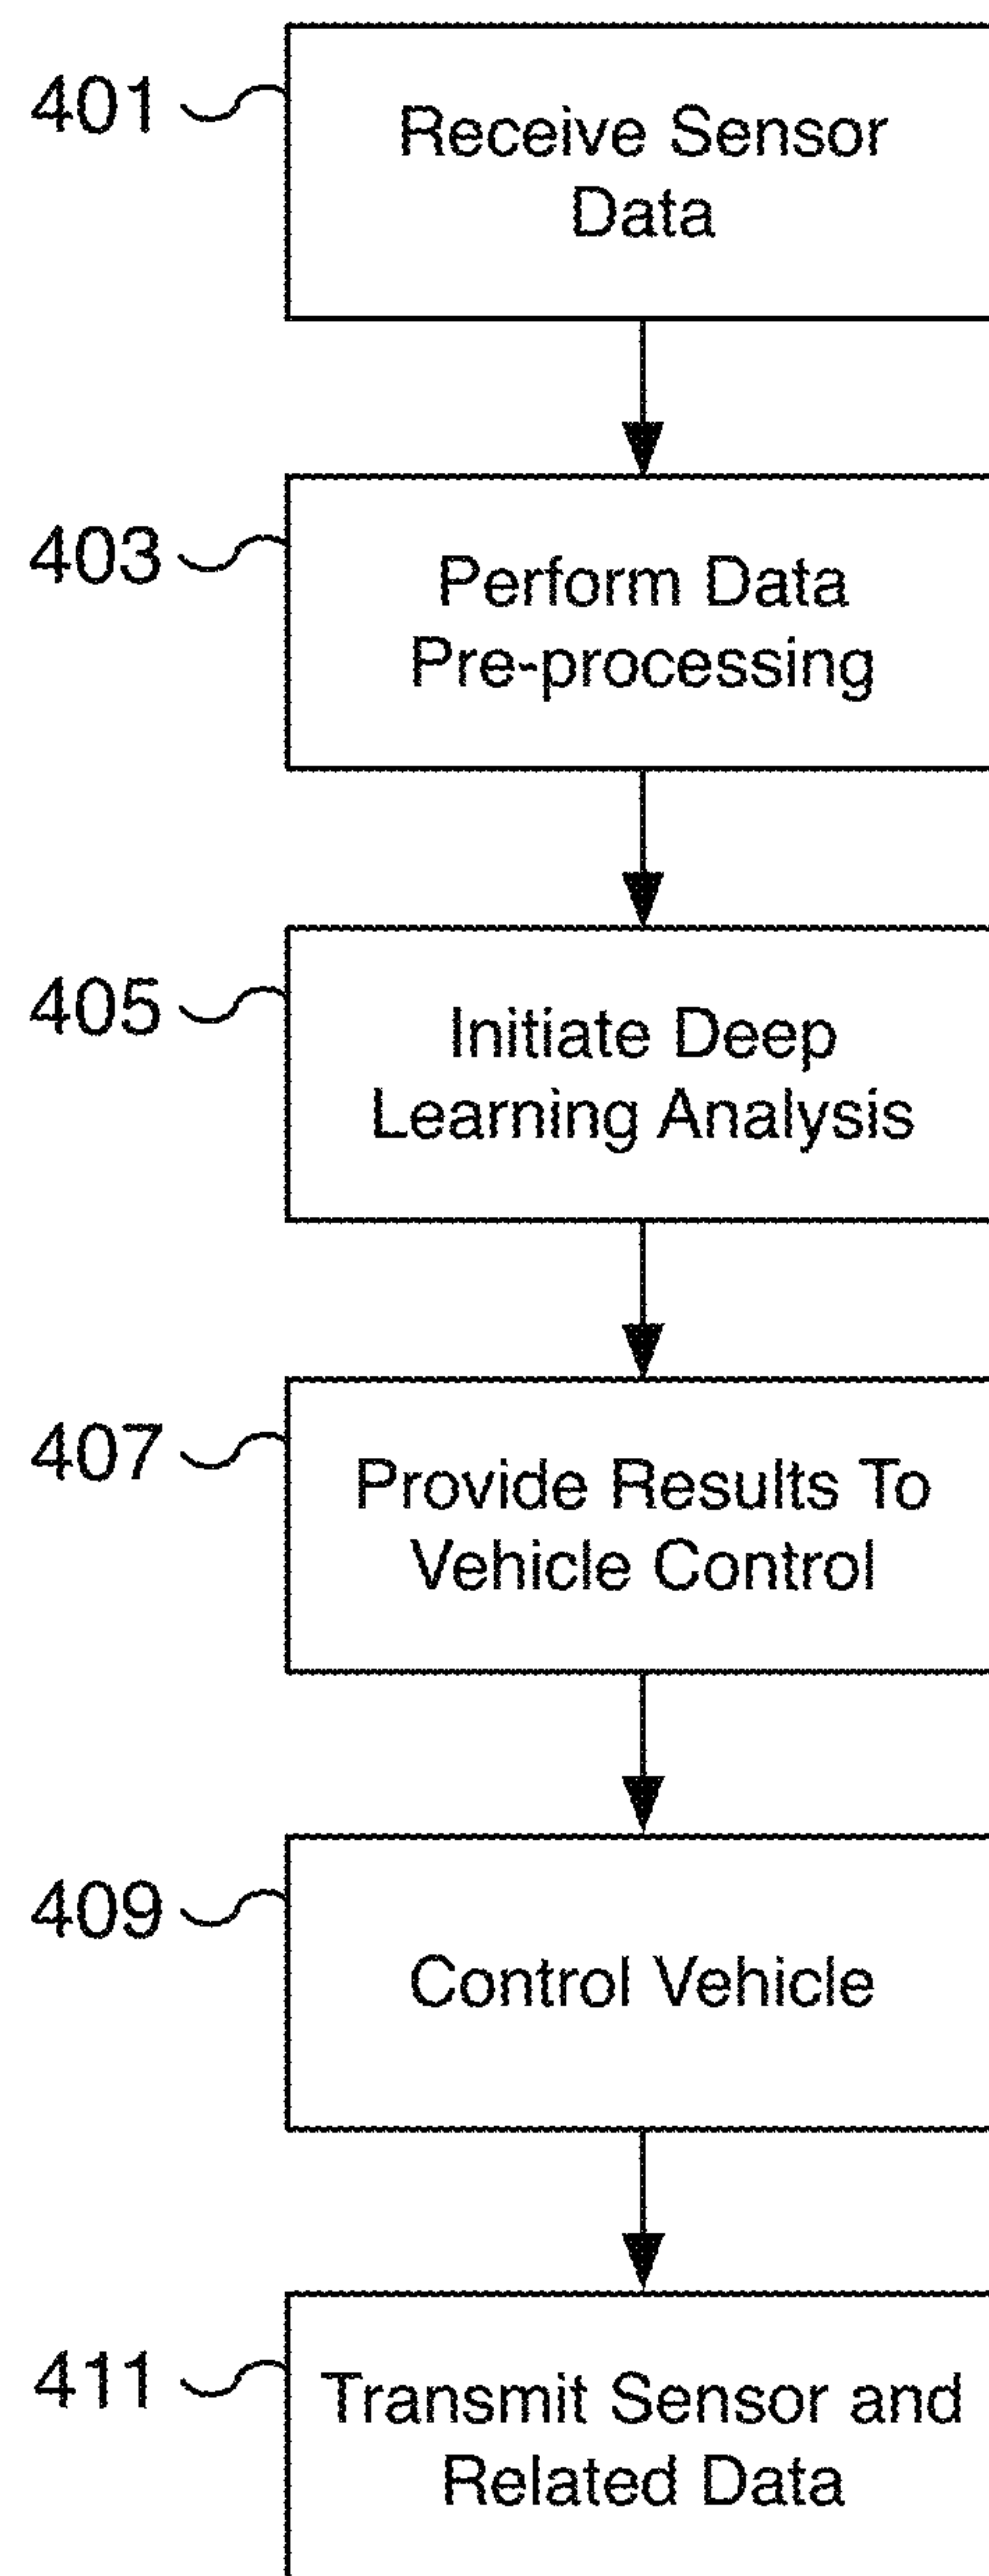 401
Receive Sensor
Data
403
Perform Data
Pre-processing
405
Initiate Deep
Learning Analysis
407
Provide Results To
Vehicle Control
409
Control Vehicle
411
Transmit Sensor and
Related Data